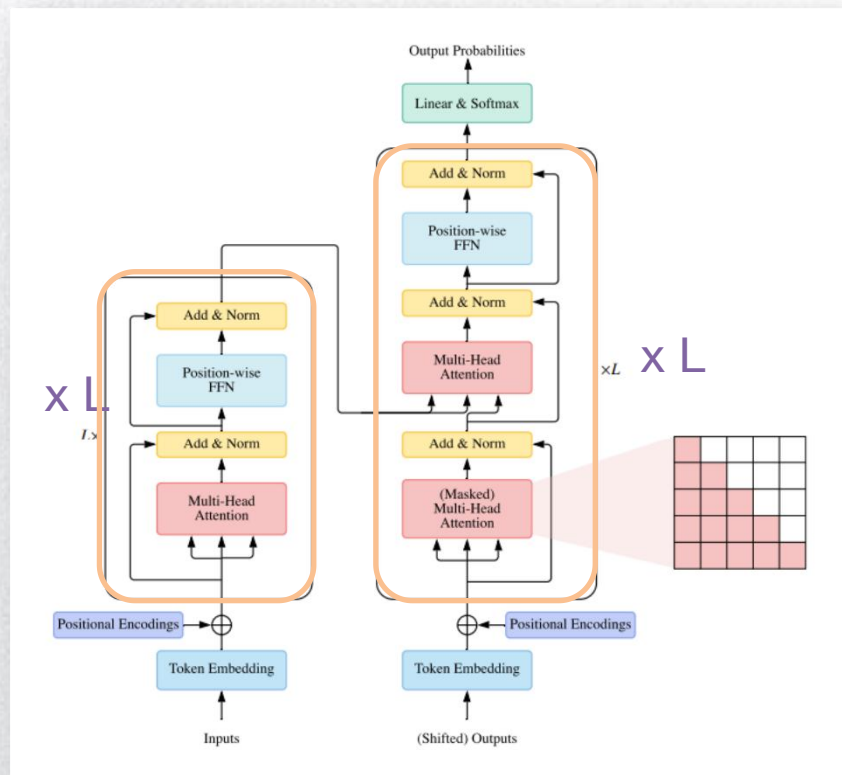 Output Probabilities
Linear & Softmax
Add & Norm
Position-wise
FFN
Add & Norm
Multi-Head
Attention
×L
x L
Add & Norm
(Masked)
Multi-Head
Attention
Positional Encodings
Token Embedding
(Shifted) Outputs
Add & Norm
Position-wise
FFN
x L
L×
Add & Norm
Multi-Head
Attention
Positional Encodings
Token Embedding
Inputs